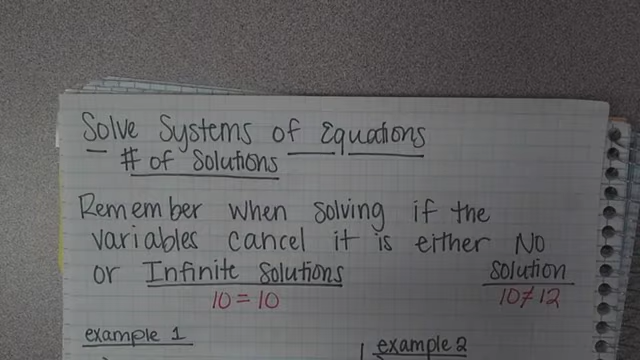 Solve Systems of Equations
# of Solutions
Remember when solving if the
variables cancel it is either No
or Infinite Solutions solution
10 = 10 10 ≠ 12
example 1 example 2